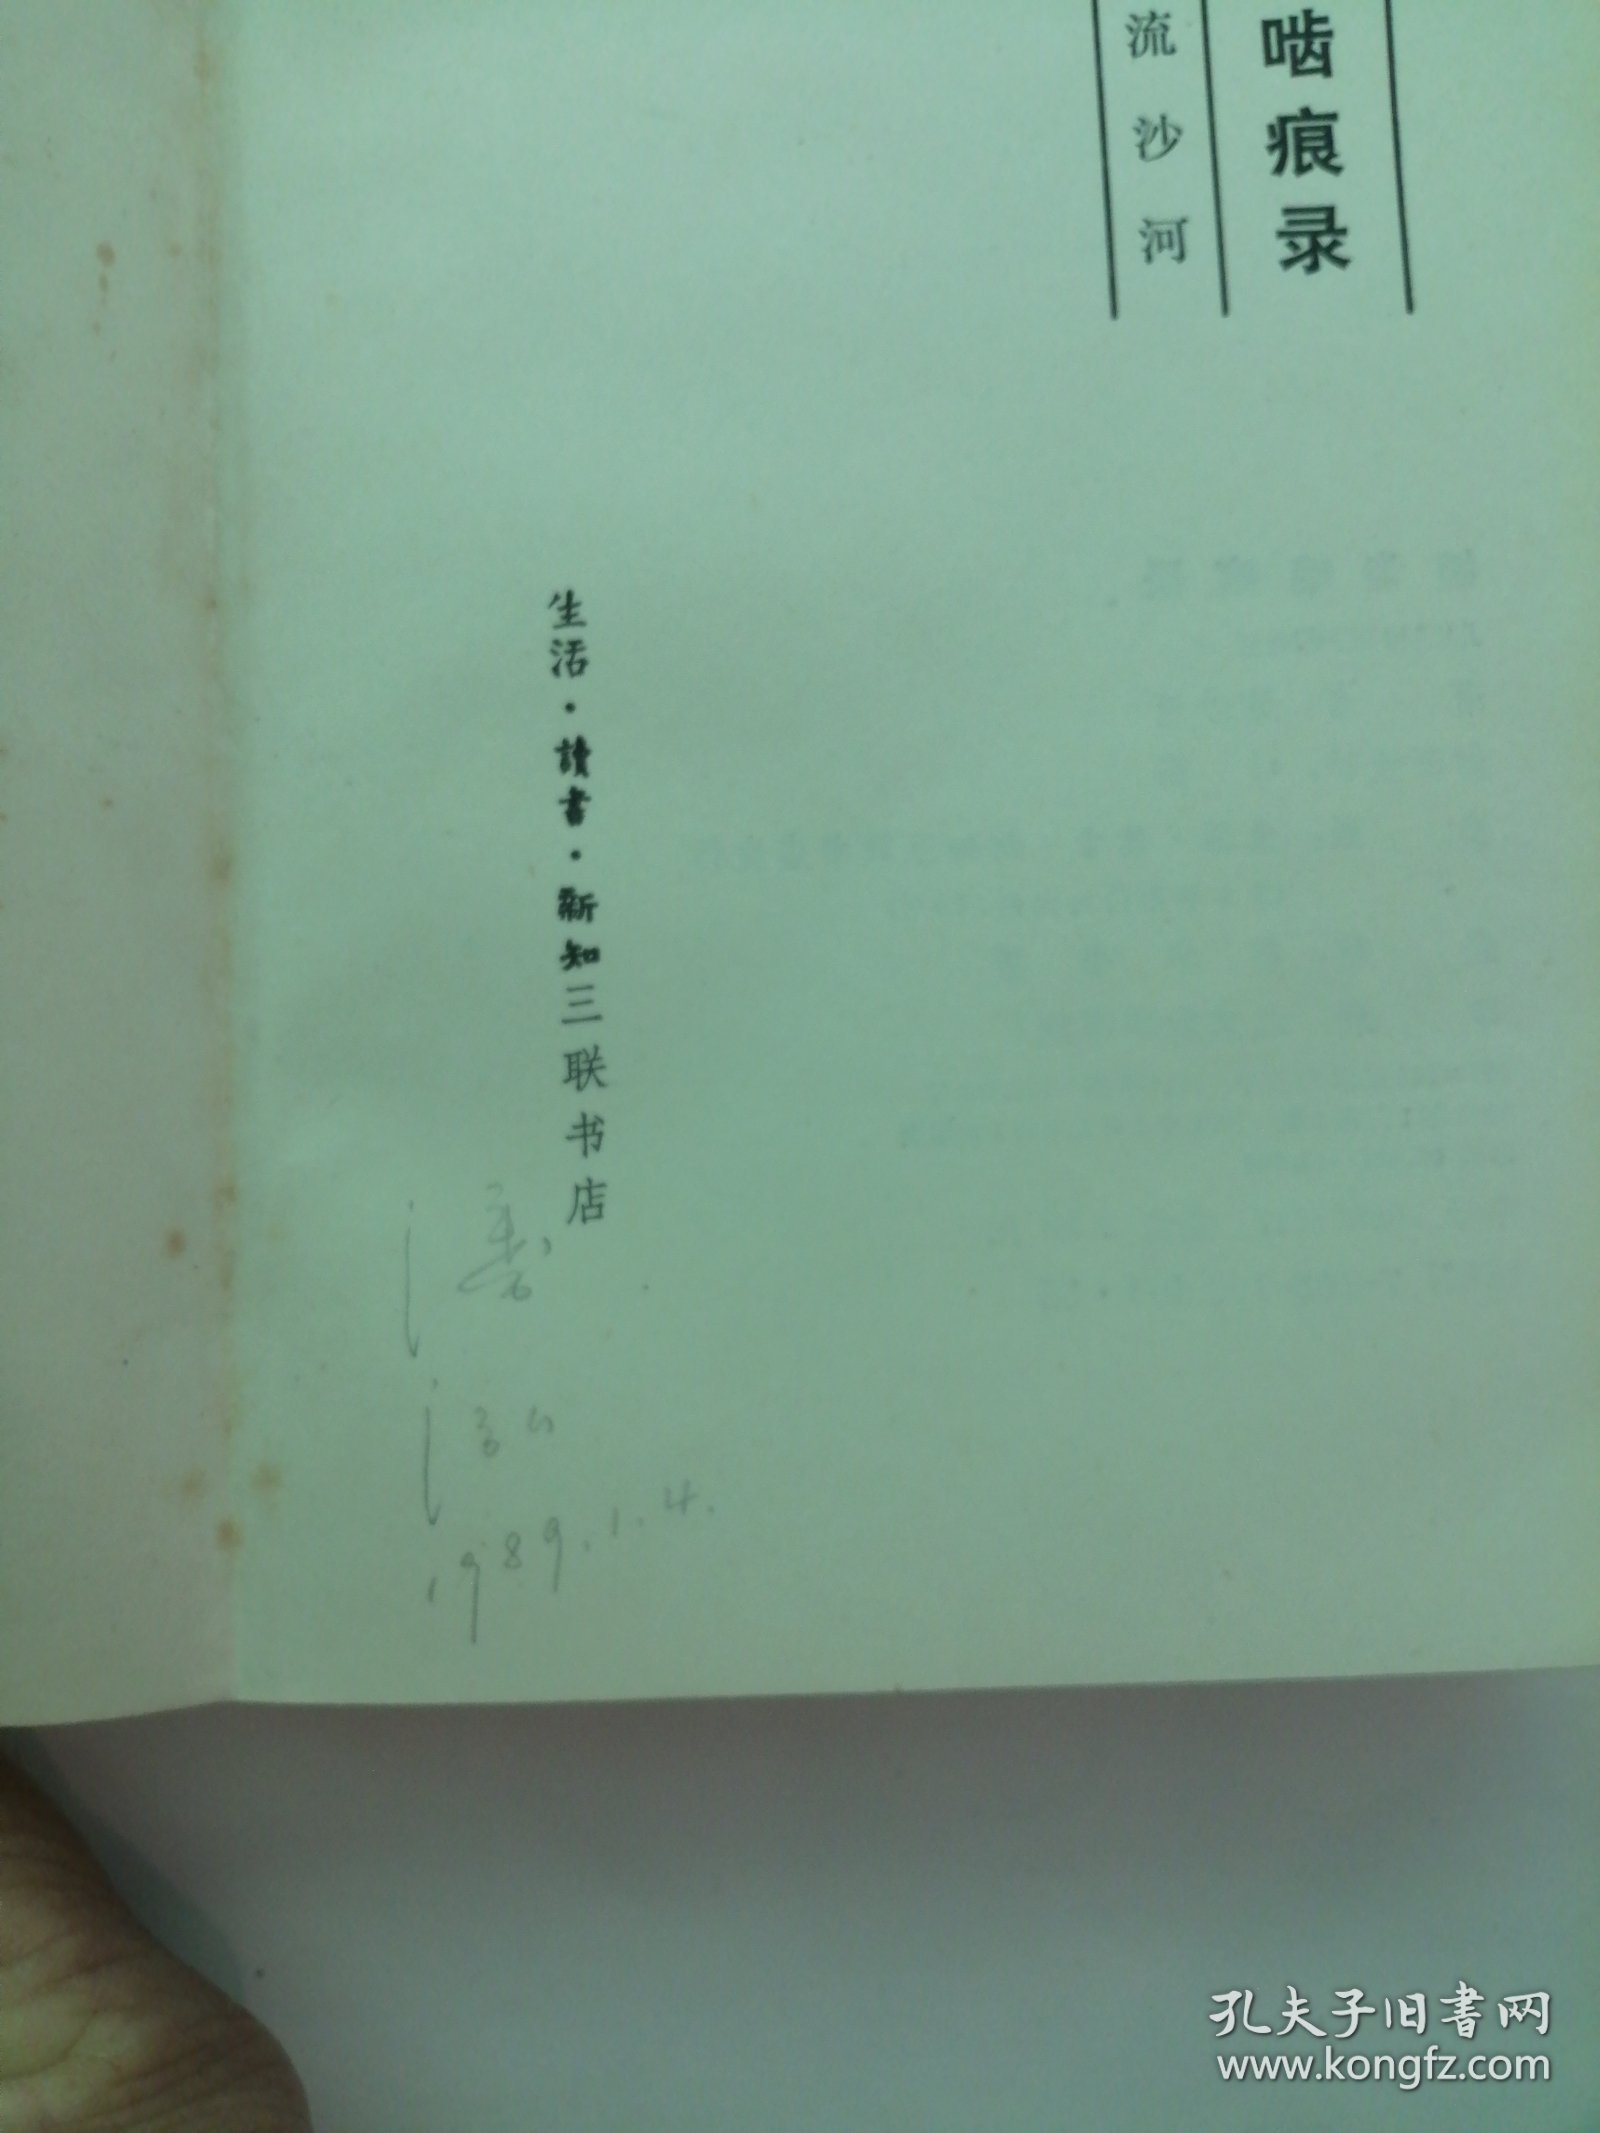 啮痕录
流沙河
生活·讀書·新知三联书店
1989.1.4.
孔夫子旧書网
www.kongfz.com